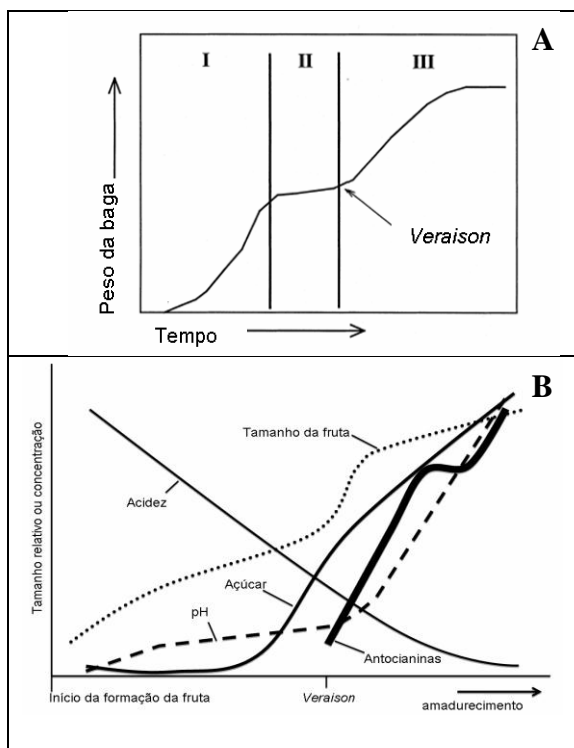 A
I II III
Peso da baga
Veraison
Tempo
B
Tamanho da fruta
Acidez
Tamanho relativo ou concentração
Açúcar
pH
Antocianinas
Início da formação da fruta Veraison amadurecimento